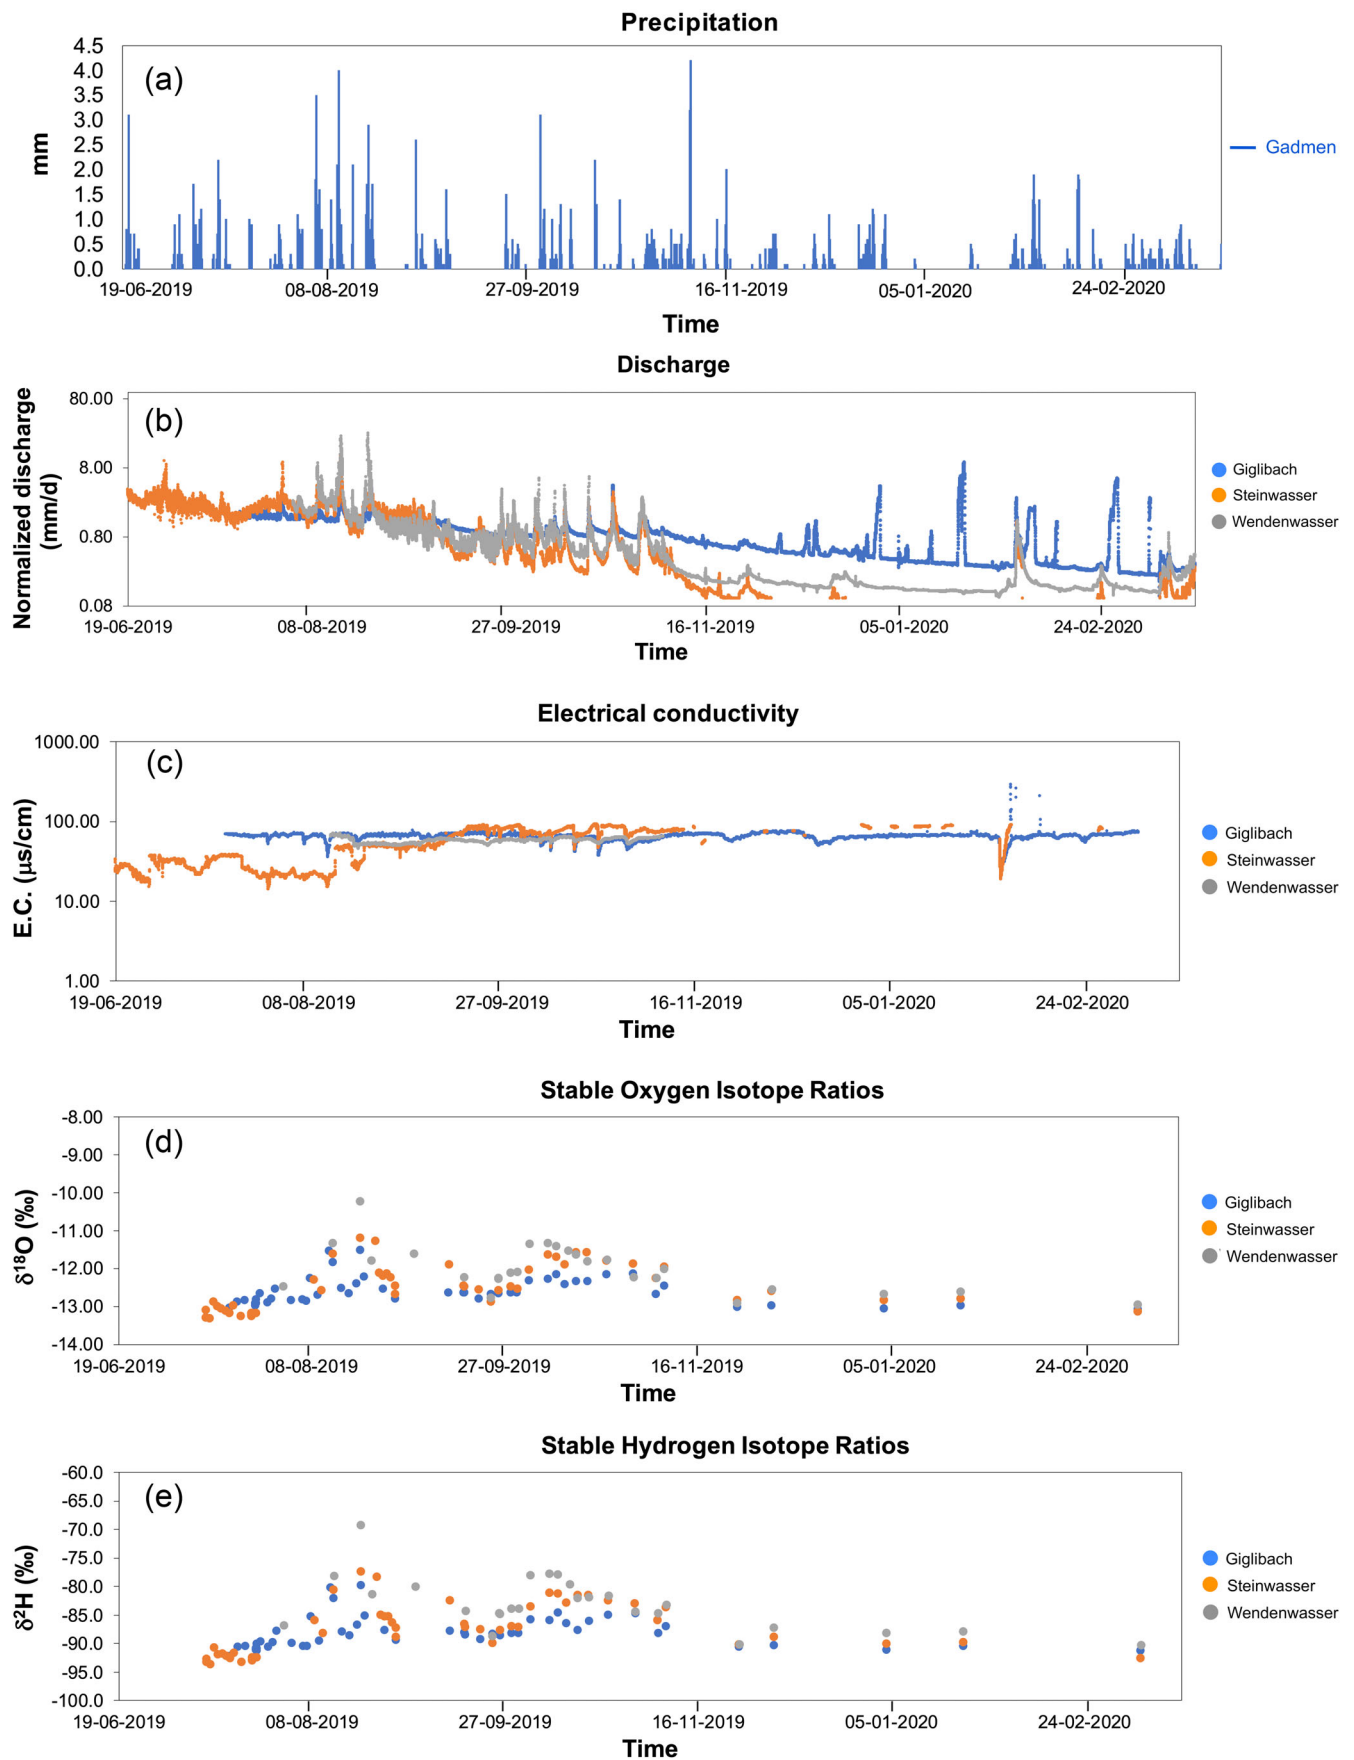 Precipitation
(a)
mm
4.5
4.0
3.5
3.0
2.5
2.0
1.5
1.0
0.5
0.0
19-06-2019 08-08-2019 27-09-2019 16-11-2019 05-01-2020 24-02-2020
Time
Gadmen
Discharge
(b)
Normalized discharge
(mm/d)
80.00
8.00
0.80
0.08
19-06-2019 08-08-2019 27-09-2019 16-11-2019 05-01-2020 24-02-2020
Time
Giglibach
Steinwasser
Wendenwasser
Electrical conductivity
(c)
E.C. (µs/cm)
1000.00
100.00
10.00
1.00
19-06-2019 08-08-2019 27-09-2019 16-11-2019 05-01-2020 24-02-2020
Time
Giglibach
Steinwasser
Wendenwasser
Stable Oxygen Isotope Ratios
(d)
δ¹⁸O (‰)
-8.00
-9.00
-10.00
-11.00
-12.00
-13.00
-14.00
19-06-2019 08-08-2019 27-09-2019 16-11-2019 05-01-2020 24-02-2020
Time
Giglibach
Steinwasser
Wendenwasser
Stable Hydrogen Isotope Ratios
(e)
δ²H (‰)
-60.0
-65.0
-70.0
-75.0
-80.0
-85.0
-90.0
-95.0
-100.0
19-06-2019 08-08-2019 27-09-2019 16-11-2019 05-01-2020 24-02-2020
Time
Giglibach
Steinwasser
Wendenwasser